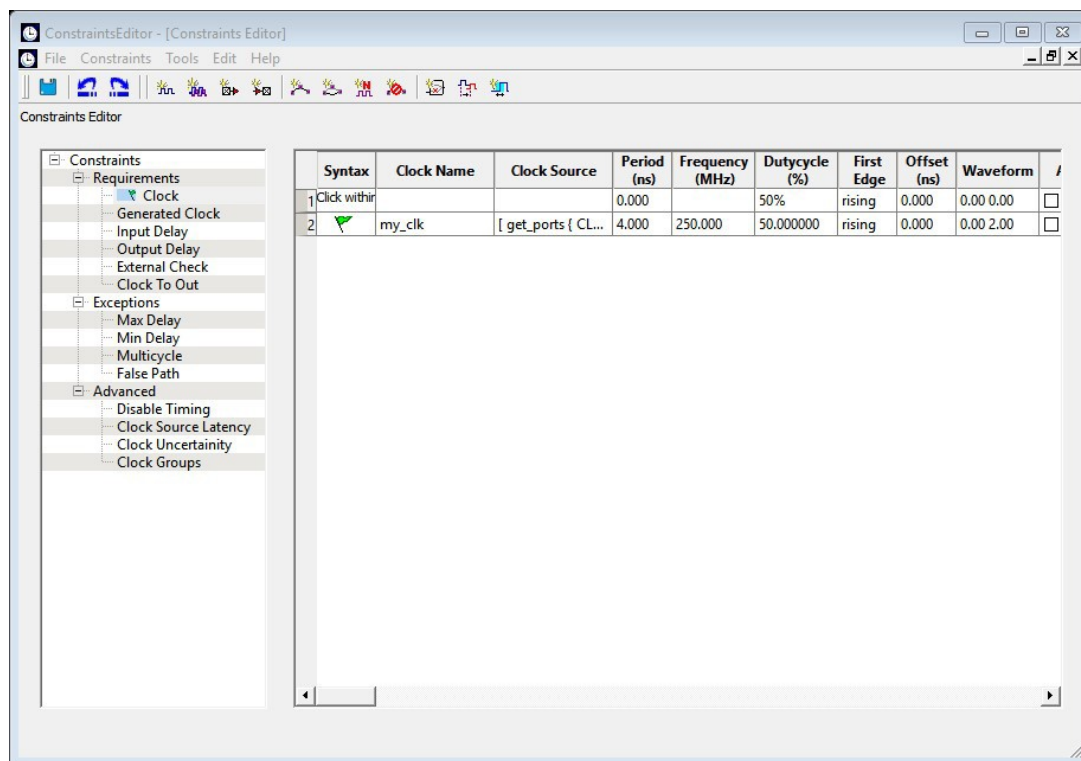 ConstraintsEditor - [Constraints Editor]
File Constraints Tools Edit Help
Constraints Editor
Constraints
Requirements
Clock
Generated Clock
Input Delay
Output Delay
External Check
Clock To Out
Exceptions
Max Delay
Min Delay
Multicycle
False Path
Advanced
Disable Timing
Clock Source Latency
Clock Uncertainity
Clock Groups
Syntax Clock Name Clock Source Period (ns) Frequency (MHz) Dutycycle (%) First Edge Offset (ns) Waveform
1 Click within 0.000 50% rising 0.000 0.00 0.00
2 my_clk [ get_ports { CL... 4.000 250.000 50.000000 rising 0.000 0.00 2.00